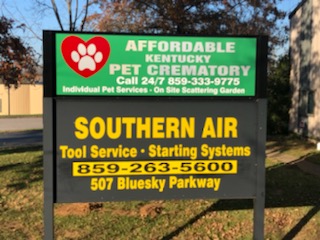 AFFORDABLE
KENTUCKY
PET CREMATORY
Call 24/7 859-333-9775
Individual Pet Services - On Site Scattering Garden
SOUTHERN AIR
Tool Service • Starting Systems
859-263-5600
507 Bluesky Parkway